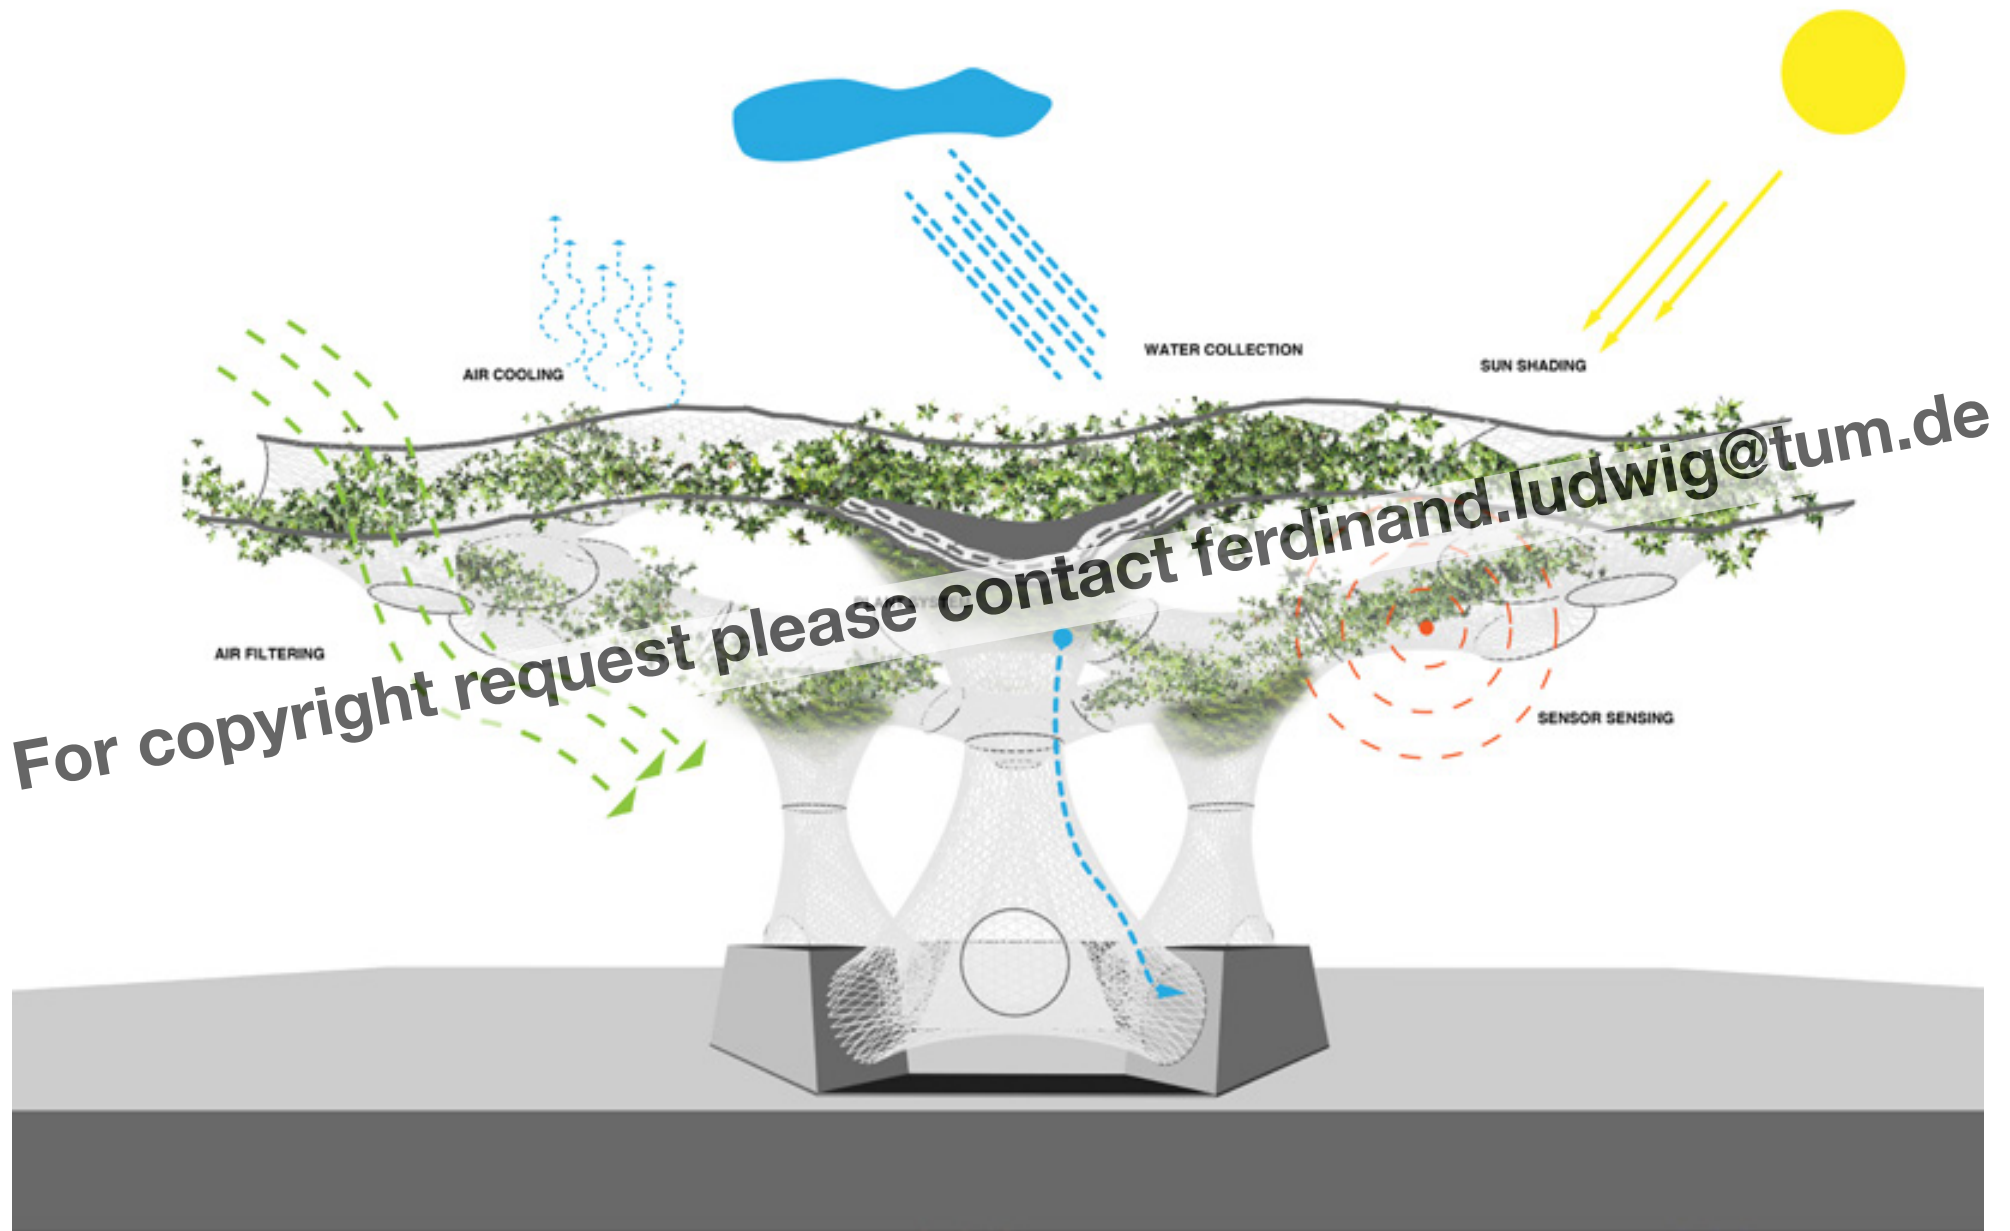 AIR COOLING
WATER COLLECTION
SUN SHADING
For copyright request please contact ferdinand.ludwig@tum.de
AIR FILTERING
SENSOR SENSING